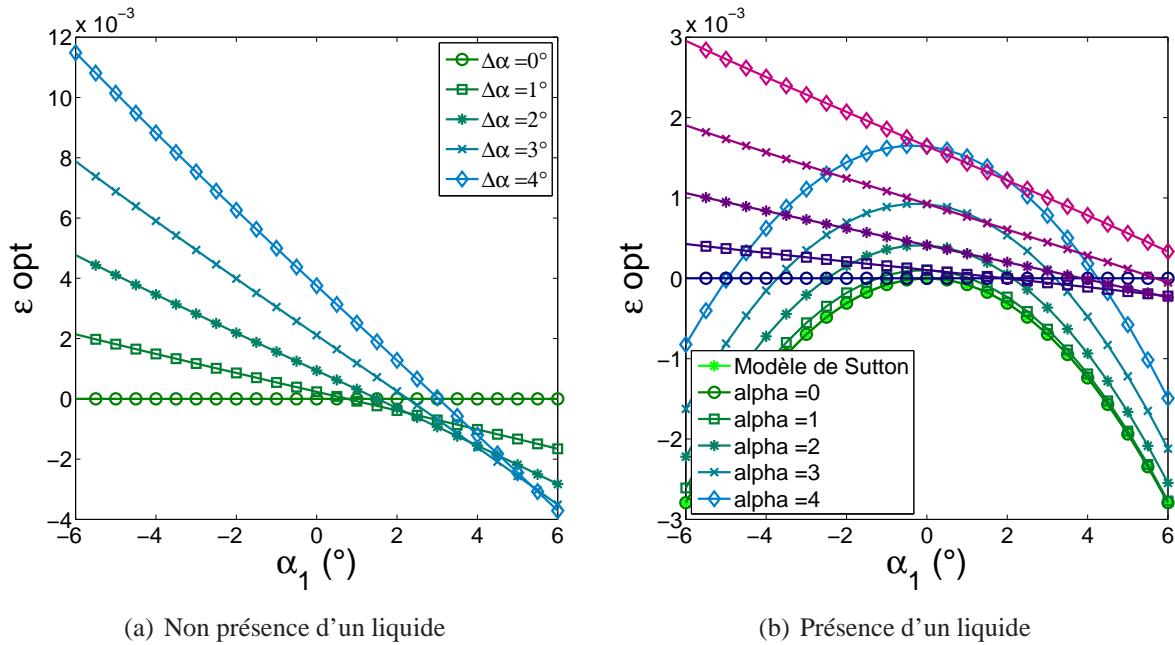 x 10⁻³
12
10
8
6
4
2
0
−2
−4
−6
−4
−2
0
2
4
6
ε opt
α₁ (°)
Δα =0°
Δα =1°
Δα =2°
Δα =3°
Δα =4°
(a) Non présence d'un liquide
x 10⁻³
3
2
1
0
−1
−2
−3
−6
−4
−2
0
2
4
6
ε opt
α₁ (°)
Modèle de Sutton
alpha =0
alpha =1
alpha =2
alpha =3
alpha =4
(b) Présence d'un liquide